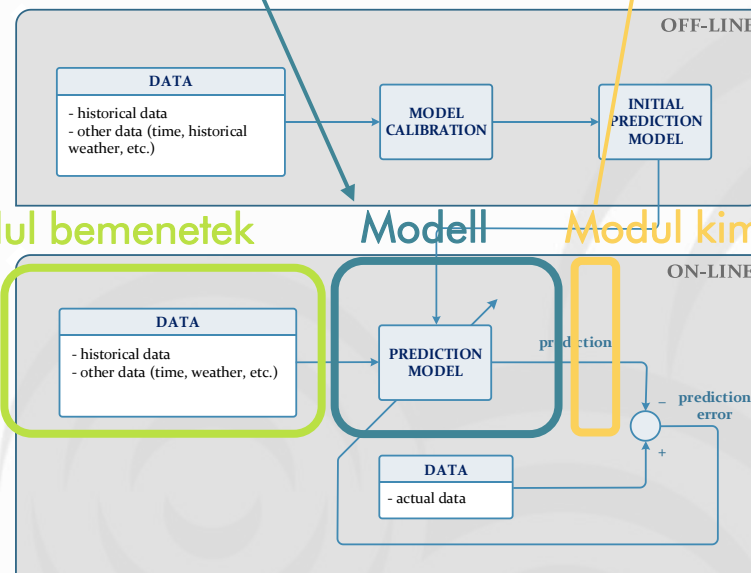 OFF-LINE
DATA
- historical data
- other data (time, historical
weather, etc.)
MODEL
CALIBRATION
INITIAL
PREDICTION
MODEL
ul bemenetek
Modell
Modul kim
ON-LINE
DATA
- historical data
- other data (time, weather, etc.)
PREDICTION
MODEL
prediction
–
prediction
error
+
DATA
- actual data